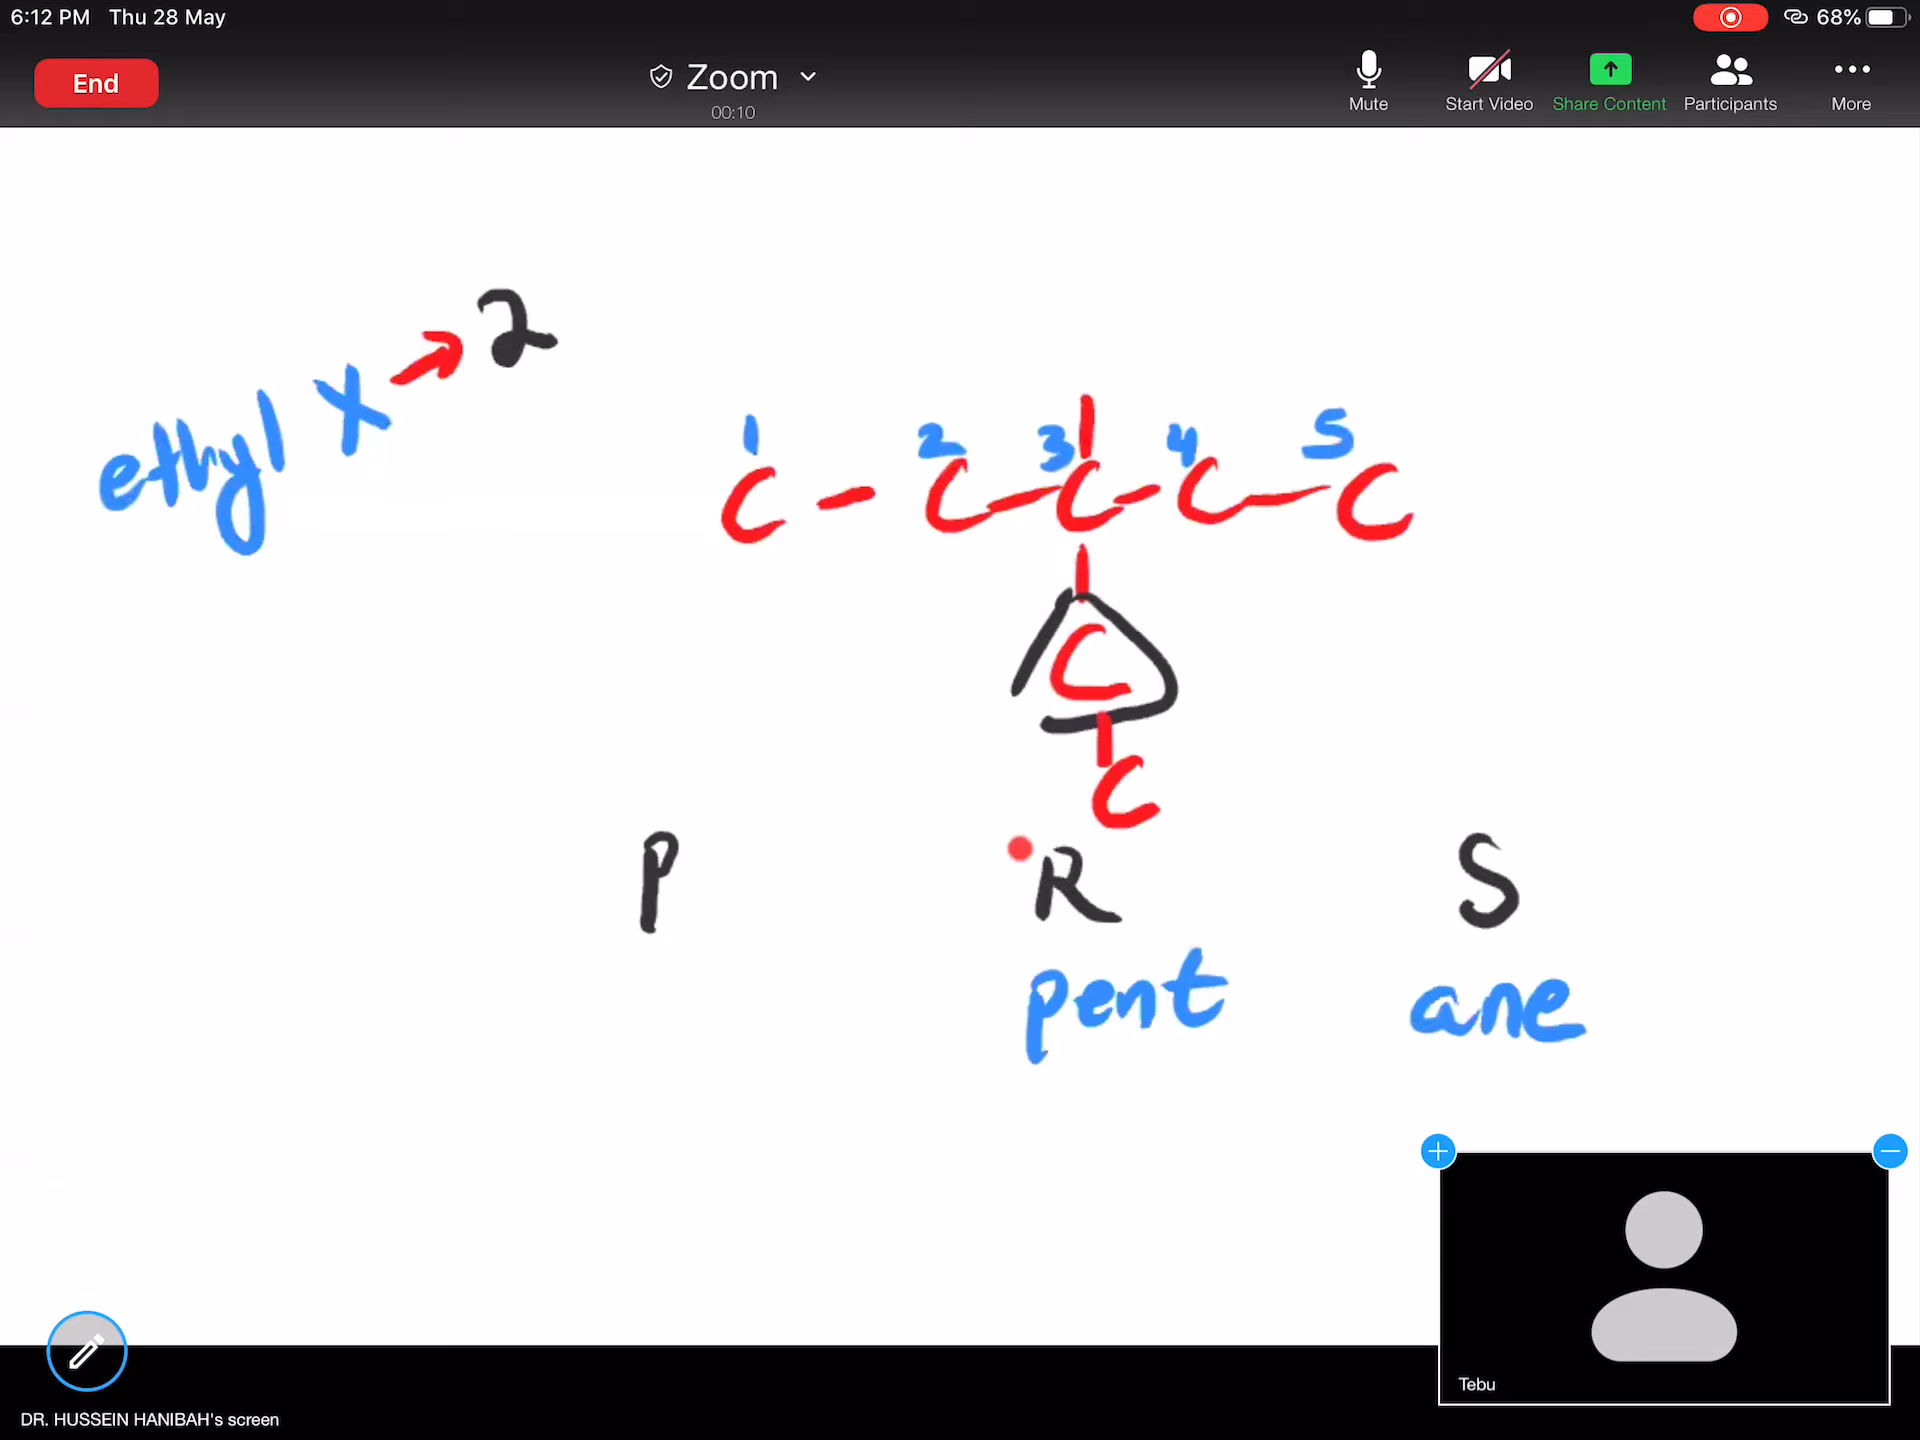 6:12 PM Thu 28 May
68%
End
Zoom
00:10
Mute
Start Video
Share Content
Participants
More
ethyl X → 2
1 2 3 4 5
C - C - C - C - C
C
C
P R S
pent ane
Tebu
DR. HUSSEIN HANIBAH's screen